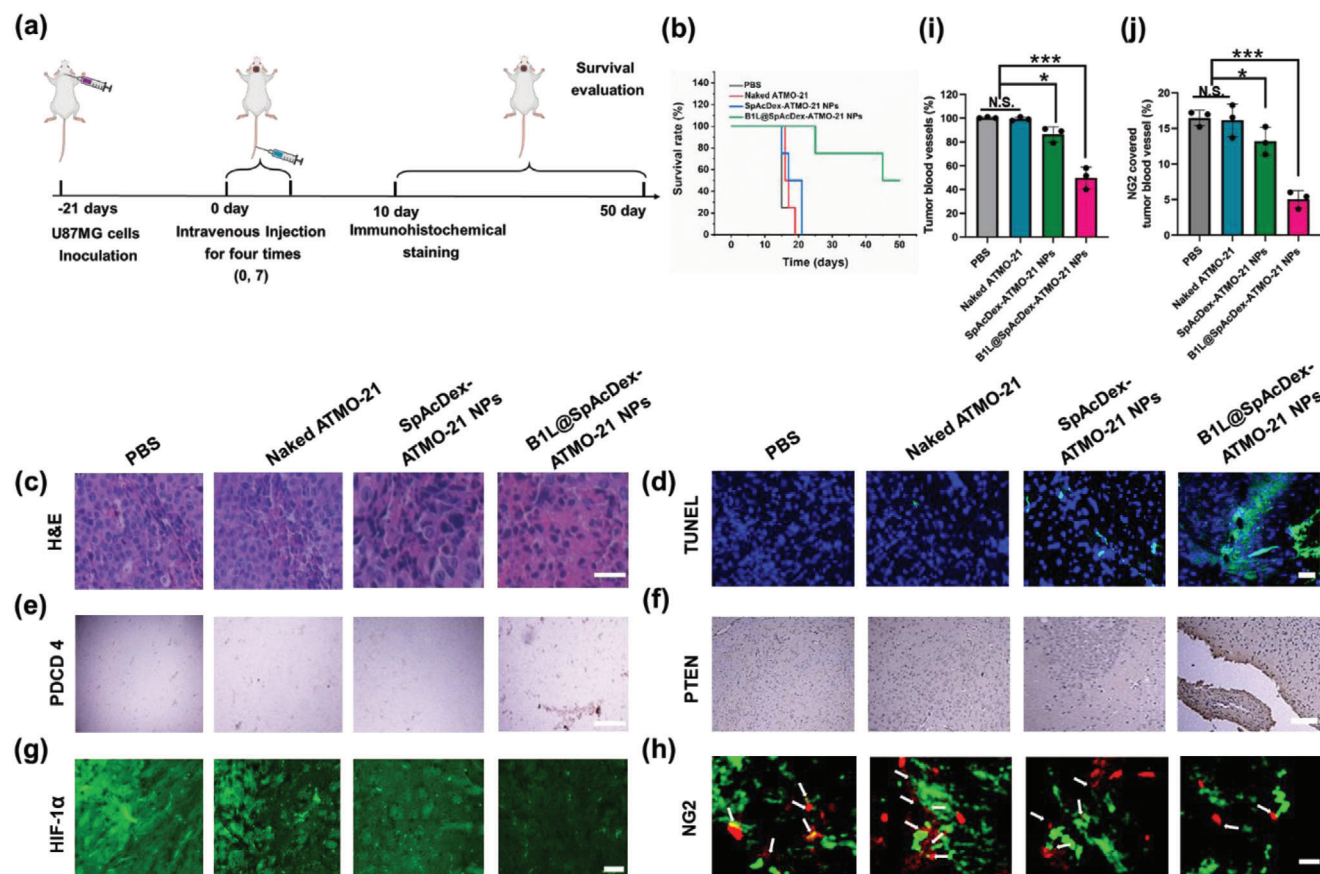 (a)
Survival
evaluation
-21 days
U87MG cells
Inoculation
0 day
Intravenous Injection
for four times
(0, 7)
10 day
Immunohistochemical
staining
50 day
(b)
Survival rate (%)
140
120
100
80
60
40
20
0
PBS
Naked ATMO-21
SpAcDex-ATMO-21 NPs
B1L@SpAcDex-ATMO-21 NPs
0 10 20 30 40 50
Time (days)
(i)
Tumor blood vessels (%)
140
120
100
80
60
40
20
0
N.S.
*
***
PBS
Naked ATMO-21
SpAcDex-ATMO-21 NPs
B1L@SpAcDex-ATMO-21 NPs
(j)
NG2 covered
tumor blood vessel (%)
20
15
10
5
0
N.S.
*
***
PBS
Naked ATMO-21
SpAcDex-ATMO-21 NPs
B1L@SpAcDex-ATMO-21 NPs
PBS
Naked ATMO-21
SpAcDex-
ATMO-21 NPs
B1L@SpAcDex-
ATMO-21 NPs
PBS
Naked ATMO-21
SpAcDex-
ATMO-21 NPs
B1L@SpAcDex-
ATMO-21 NPs
(c)
H&E
(d)
TUNEL
(e)
PDCD 4
(f)
PTEN
(g)
HIF-1α
(h)
NG2